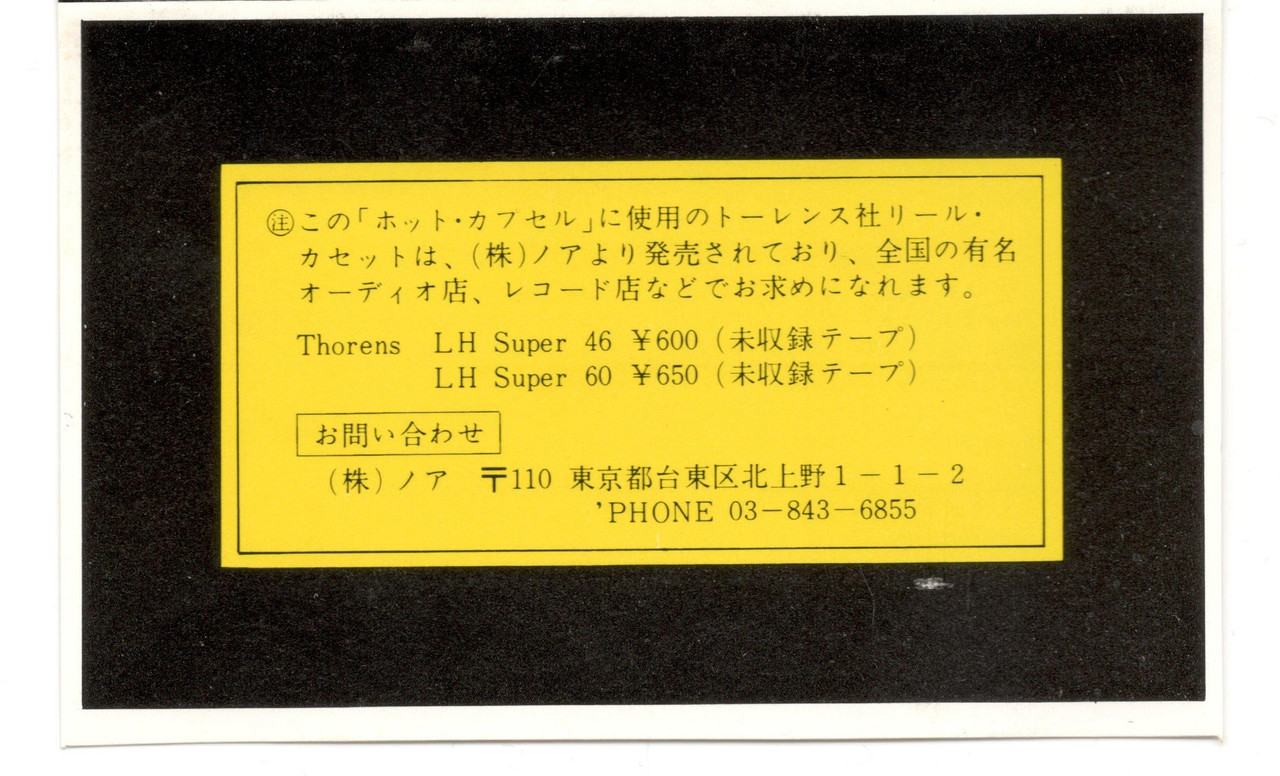 ㊟この「ホット・カプセル」に使用のトーレンス社リール・
カセットは、(株)ノアより発売されており、全国の有名
オーディオ店、レコード店などでお求めになれます。
Thorens LH Super 46 ¥600 (未収録テープ)
LH Super 60 ¥650 (未収録テープ)
お問い合わせ
(株)ノア 〒110 東京都台東区北上野1-1-2
'PHONE 03-843-6855